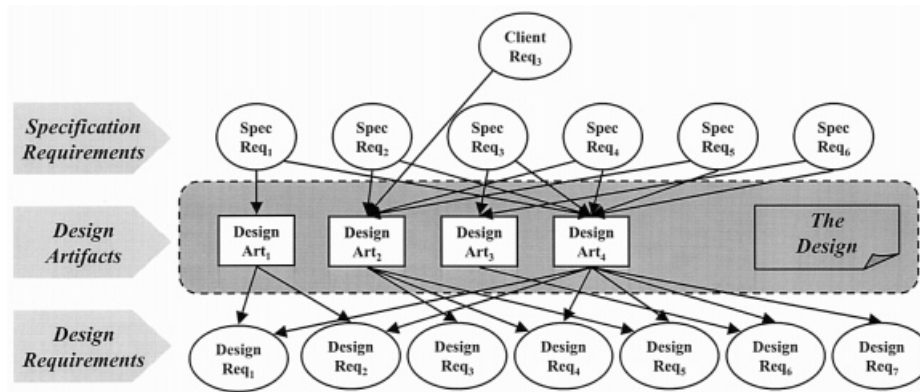 Client
Req3
Specification
Requirements
Spec
Req1
Spec
Req2
Spec
Req3
Spec
Req4
Spec
Req5
Spec
Req6
Design
Artifacts
Design
Art1
Design
Art2
Design
Art3
Design
Art4
The
Design
Design
Requirements
Design
Req1
Design
Req2
Design
Req3
Design
Req4
Design
Req5
Design
Req6
Design
Req7